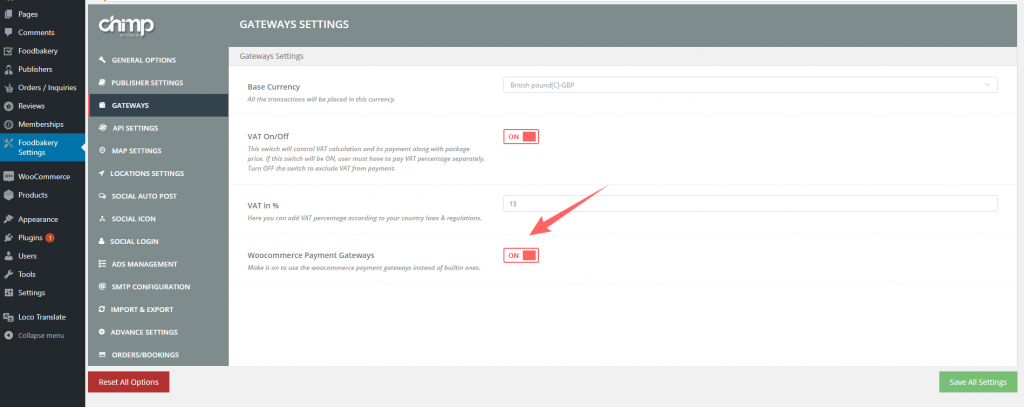 Pages
Comments
Foodbakery
Publishers
Orders / Inquiries
Reviews
Memberships
Foodbakery
Settings
WooCommerce
Products
Appearance
Plugins 1
Users
Tools
Settings
Loco Translate
Collapse menu
chimp
STUDIO
GENERAL OPTIONS
PUBLISHER SETTINGS
GATEWAYS
API SETTINGS
MAP SETTINGS
LOCATIONS SETTINGS
SOCIAL AUTO POST
SOCIAL ICON
SOCIAL LOGIN
ADS MANAGEMENT
SMTP CONFIGURATION
IMPORT & EXPORT
ADVANCE SETTINGS
ORDERS/BOOKINGS
GATEWAYS SETTINGS
Gateways Settings
Base Currency
All the transactions will be placed in this currency.
British pound[C]-GBP
VAT On/Off
This switch will control VAT calculation and its payment along with package
price. If this switch will be ON, user must have to pay VAT percentage separately.
Turn OFF the switch to exclude VAT from payment.
ON
VAT in %
Here you can add VAT percentage according to your country laws & regulations.
13
Woocommerce Payment Gateways
Make it on to use the woocommerce payment gateways instead of builtin ones.
ON
Reset All Options
Save All Settings